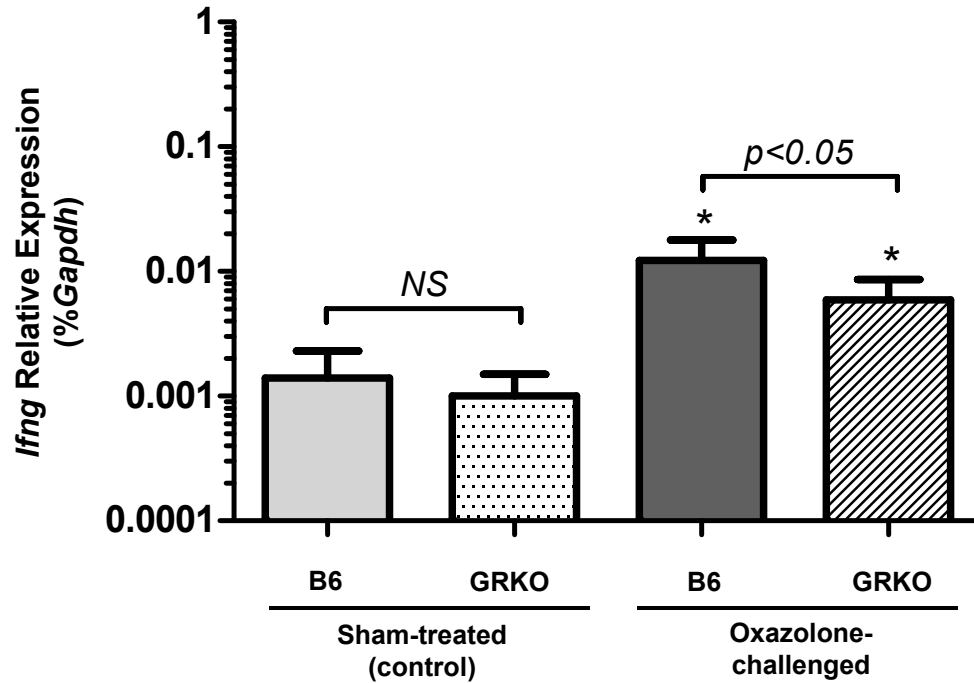 Ifng Relative Expression
(%Gapdh)
1
0.1
0.01
0.001
0.0001
NS
p<0.05
*
*
B6
GRKO
B6
GRKO
Sham-treated
(control)
Oxazolone-
challenged